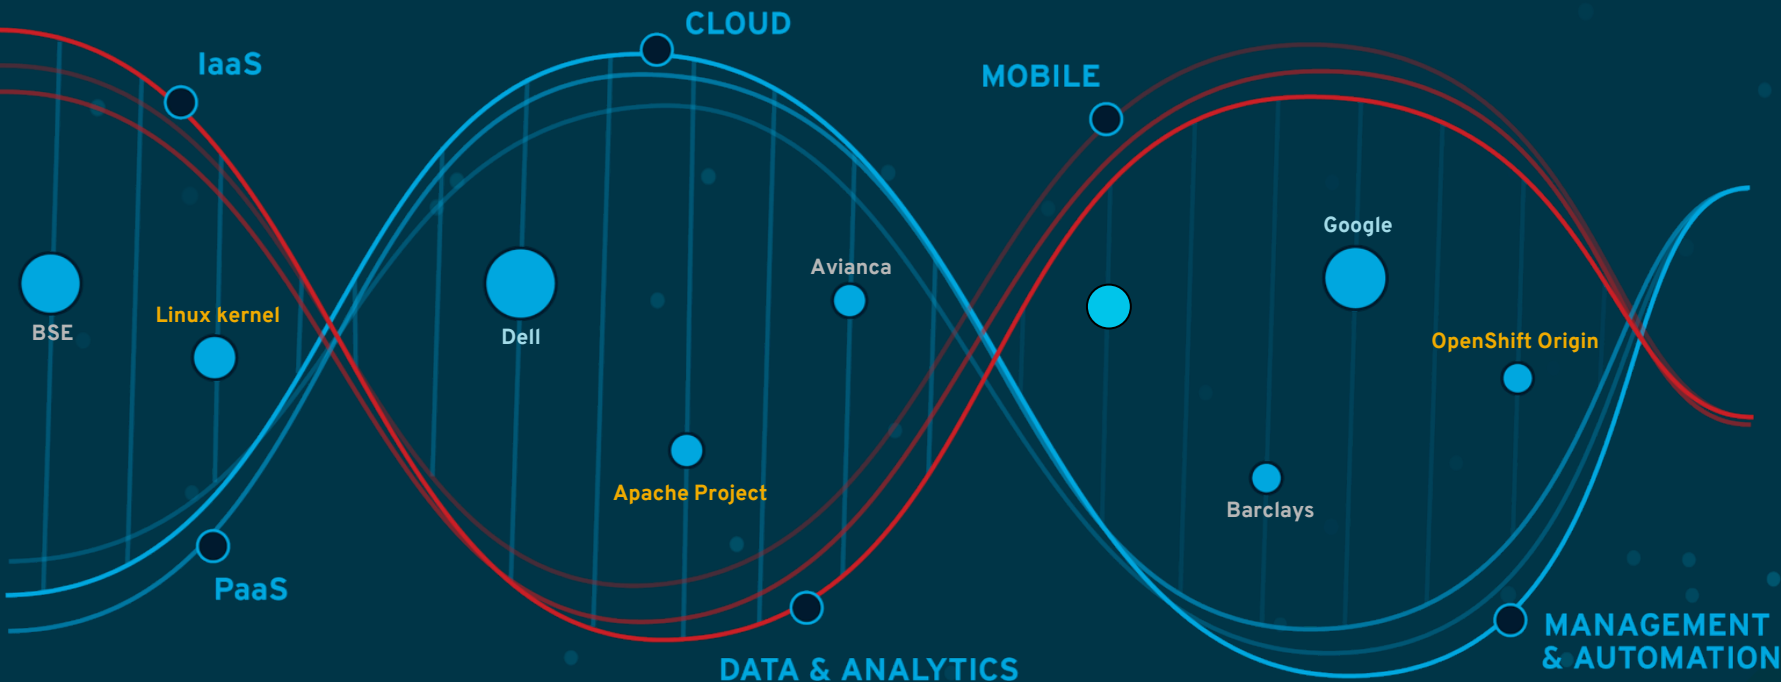 CLOUD
IaaS
MOBILE
Google
Avianca
Linux kernel
BSE
Dell
OpenShift Origin
Apache Project
Barclays
PaaS
DATA & ANALYTICS
MANAGEMENT
& AUTOMATION